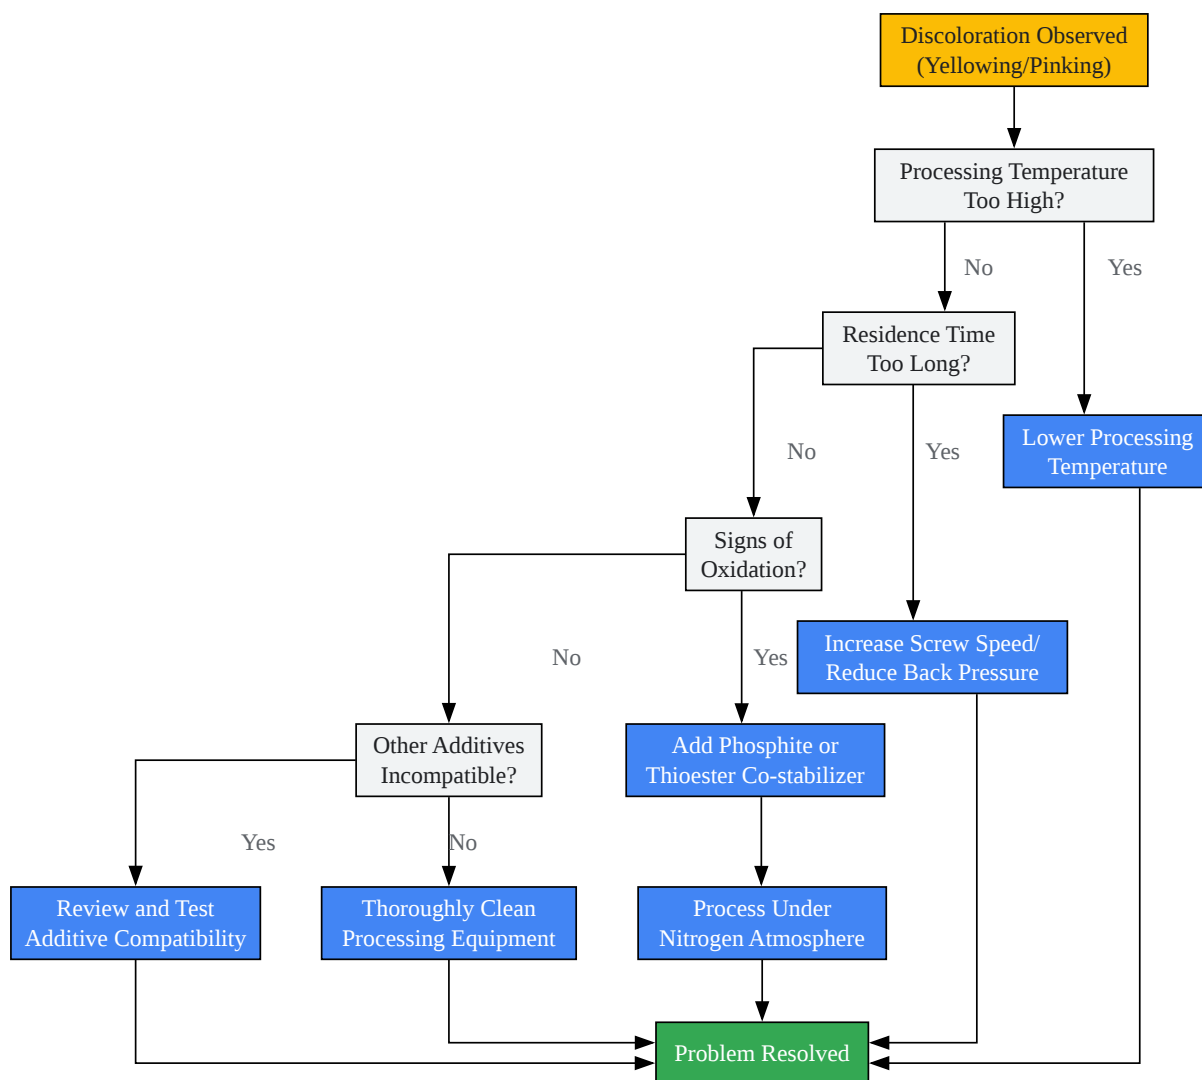 Discoloration Observed
(Yellowing/Pinking)
Processing Temperature
Too High?
No
Yes
Residence Time
Too Long?
No
Yes
Lower Processing
Temperature
Signs of
Oxidation?
No
Yes
Increase Screw Speed/
Reduce Back Pressure
Other Additives
Incompatible?
Add Phosphite or
Thioester Co-stabilizer
Yes
No
Review and Test
Additive Compatibility
Thoroughly Clean
Processing Equipment
Process Under
Nitrogen Atmosphere
Problem Resolved